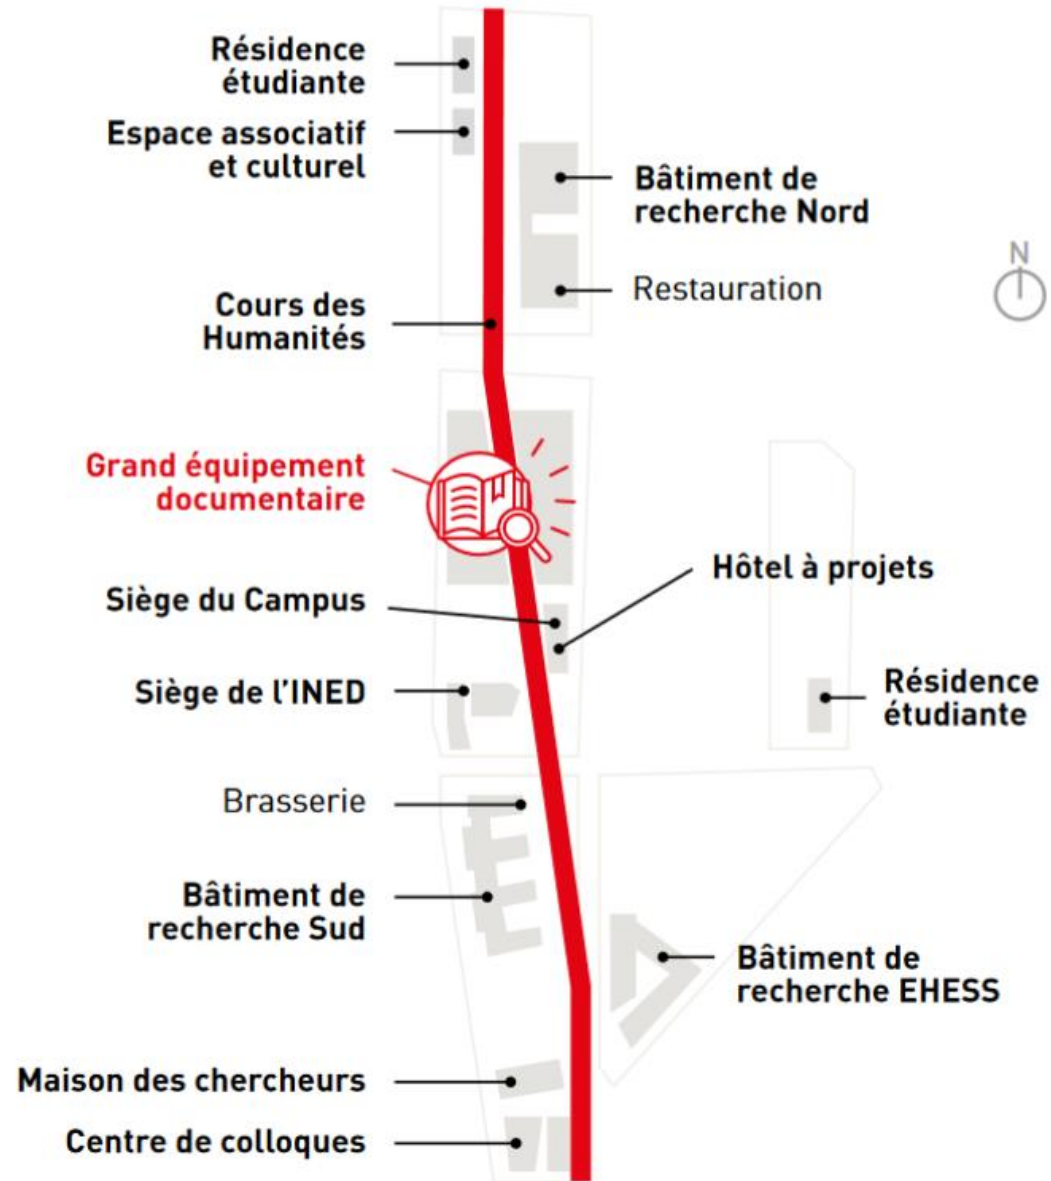 Résidence
étudiante
Espace associatif
et culturel
Bâtiment de
recherche Nord
N
Restauration
Cours des
Humanités
Grand équipement
documentaire
Hôtel à projets
Siège du Campus
Siège de l'INED
Résidence
étudiante
Brasserie
Bâtiment de
recherche Sud
Bâtiment de
recherche EHESS
Maison des chercheurs
Centre de colloques